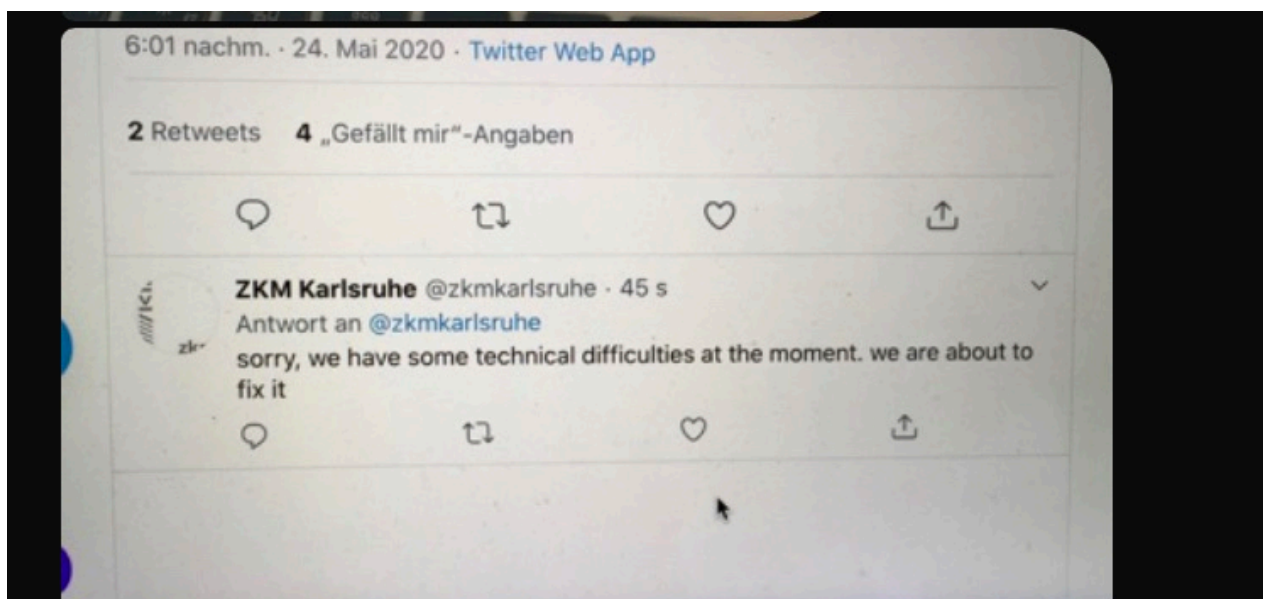 6:01 nachm. · 24. Mai 2020 · Twitter Web App
2 Retweets 4 „Gefällt mir“-Angaben
ZKM Karlsruhe @zkmkarlsruhe · 45 s
Antwort an @zkmkarlsruhe
zk
sorry, we have some technical difficulties at the moment. we are about to
fix it